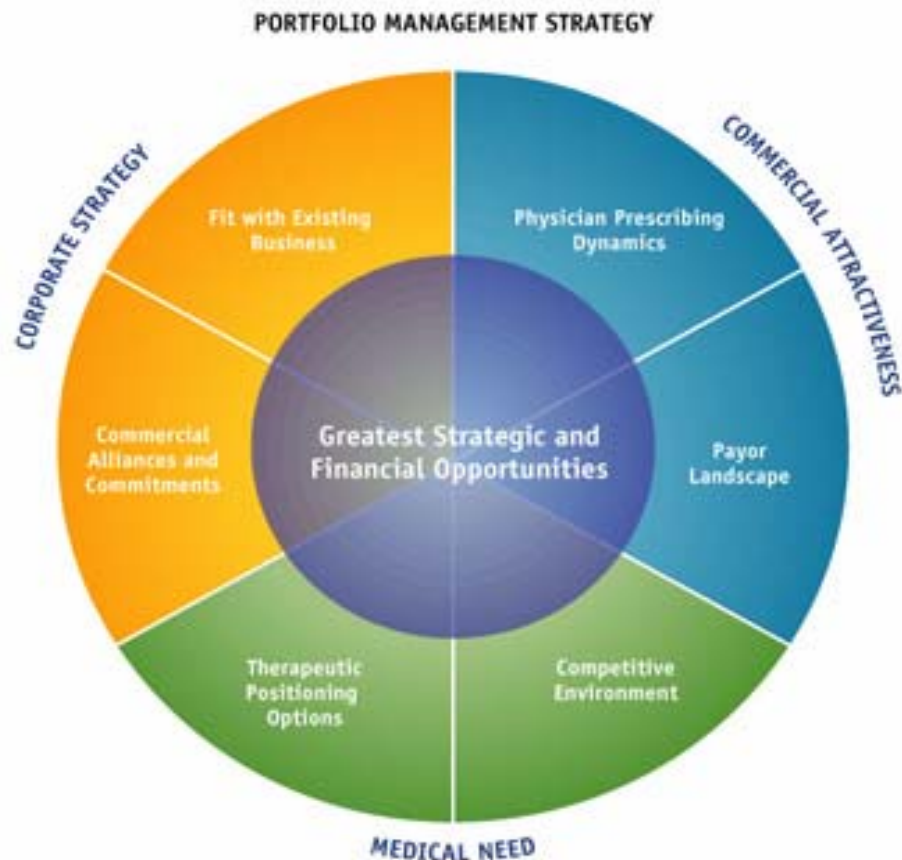 PORTFOLIO MANAGEMENT STRATEGY
CORPORATE STRATEGY
COMMERCIAL ATTRACTIVENESS
Fit with Existing
Business
Physician Prescribing
Dynamics
Commercial
Alliances and
Commitments
Greatest Strategic and
Financial Opportunities
Payor
Landscape
Therapeutic
Positioning
Options
Competitive
Environment
MEDICAL NEED